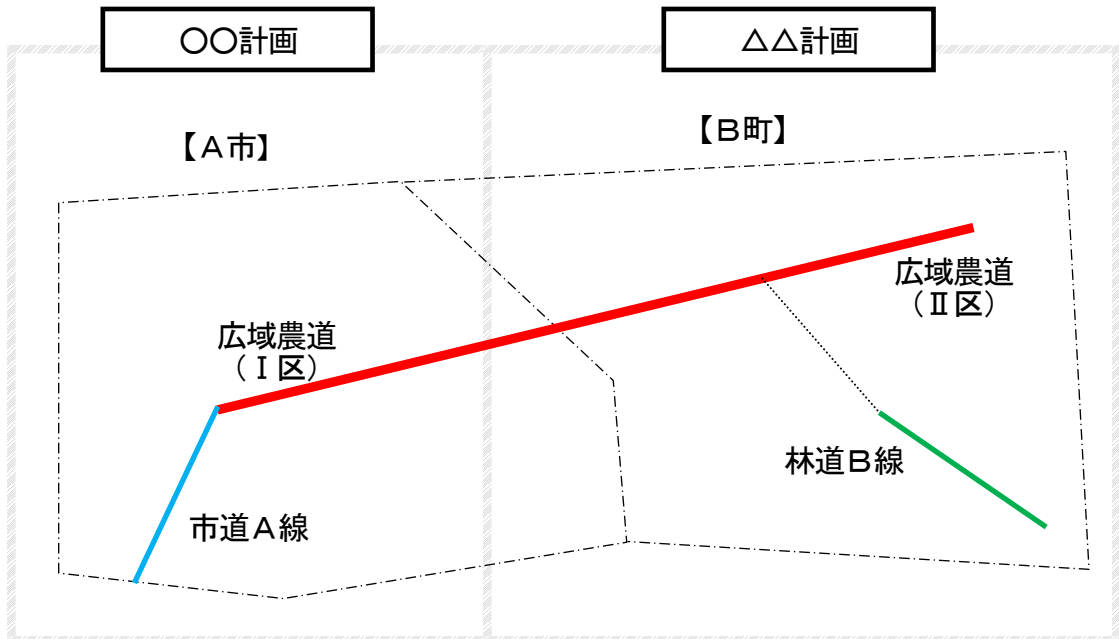 〇〇計画
△△計画
【A市】
【B町】
広域農道
(Ⅰ区)
広域農道
(Ⅱ区)
市道A線
林道B線